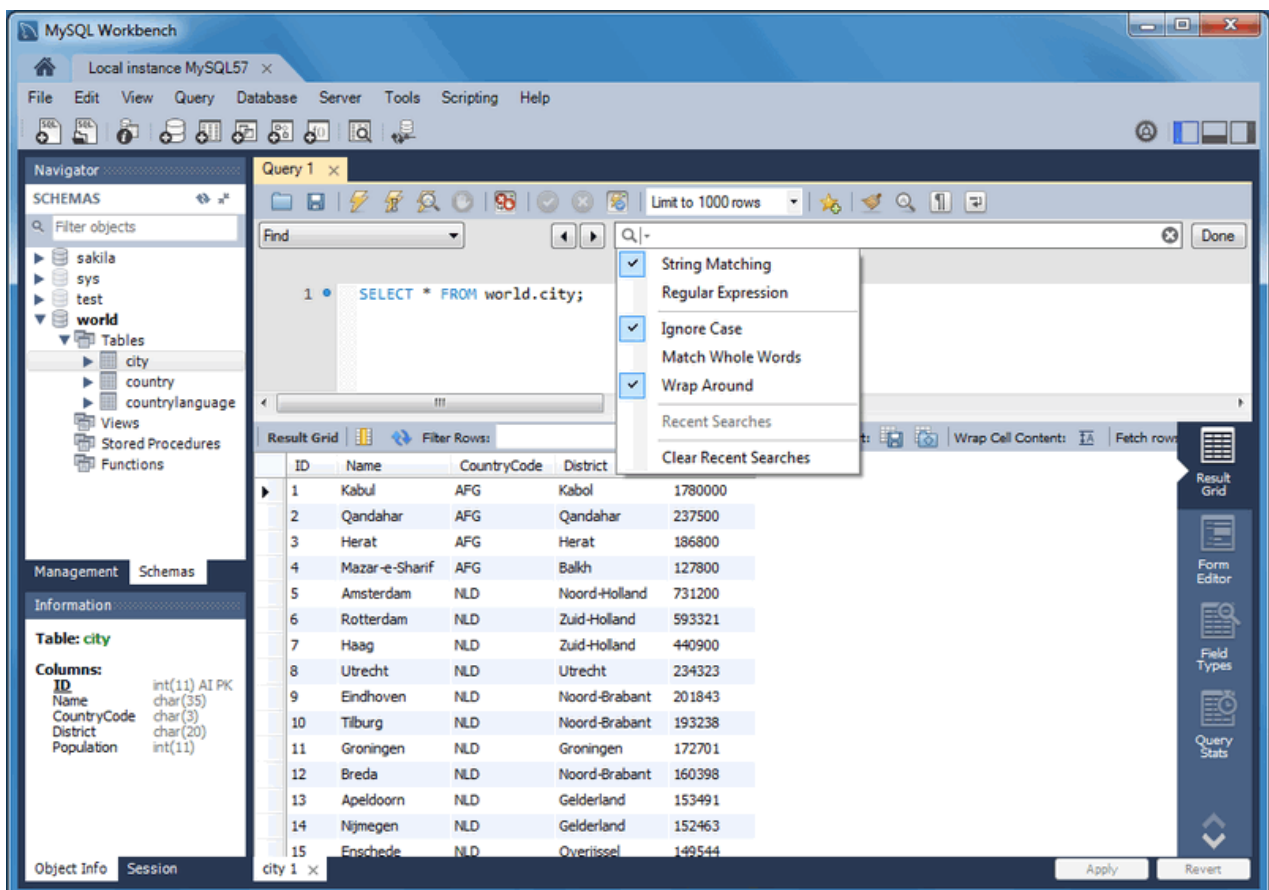 MySQL Workbench
Local instance MySQL57
File Edit View Query Database Server Tools Scripting Help
Navigator
SCHEMAS
Filter objects
sakila
sys
test
world
Tables
city
country
countrylanguage
Views
Stored Procedures
Functions
Management Schemas
Information
Table: city
Columns:
ID int(11) AI PK
Name char(35)
CountryCode char(3)
District char(20)
Population int(11)
Object Info Session
Query 1
Limit to 1000 rows
Find
Done
1 SELECT * FROM world.city;
String Matching
Regular Expression
Ignore Case
Match Whole Words
Wrap Around
Recent Searches
Clear Recent Searches
Result Grid Filter Rows: Wrap Cell Content: Fetch row
ID Name CountryCode District
1 Kabul AFG Kabol 1780000
2 Qandahar AFG Qandahar 237500
3 Herat AFG Herat 186800
4 Mazar-e-Sharif AFG Balkh 127800
5 Amsterdam NLD Noord-Holland 731200
6 Rotterdam NLD Zuid-Holland 593321
7 Haag NLD Zuid-Holland 440900
8 Utrecht NLD Utrecht 234323
9 Eindhoven NLD Noord-Brabant 201843
10 Tilburg NLD Noord-Brabant 193238
11 Groningen NLD Groningen 172701
12 Breda NLD Noord-Brabant 160398
13 Apeldoorn NLD Gelderland 153491
14 Nijmegen NLD Gelderland 152463
15 Enschede NLD Overijssel 149544
city 1
Result
Grid
Form
Editor
Field
Types
Query
Stats
Apply Revert